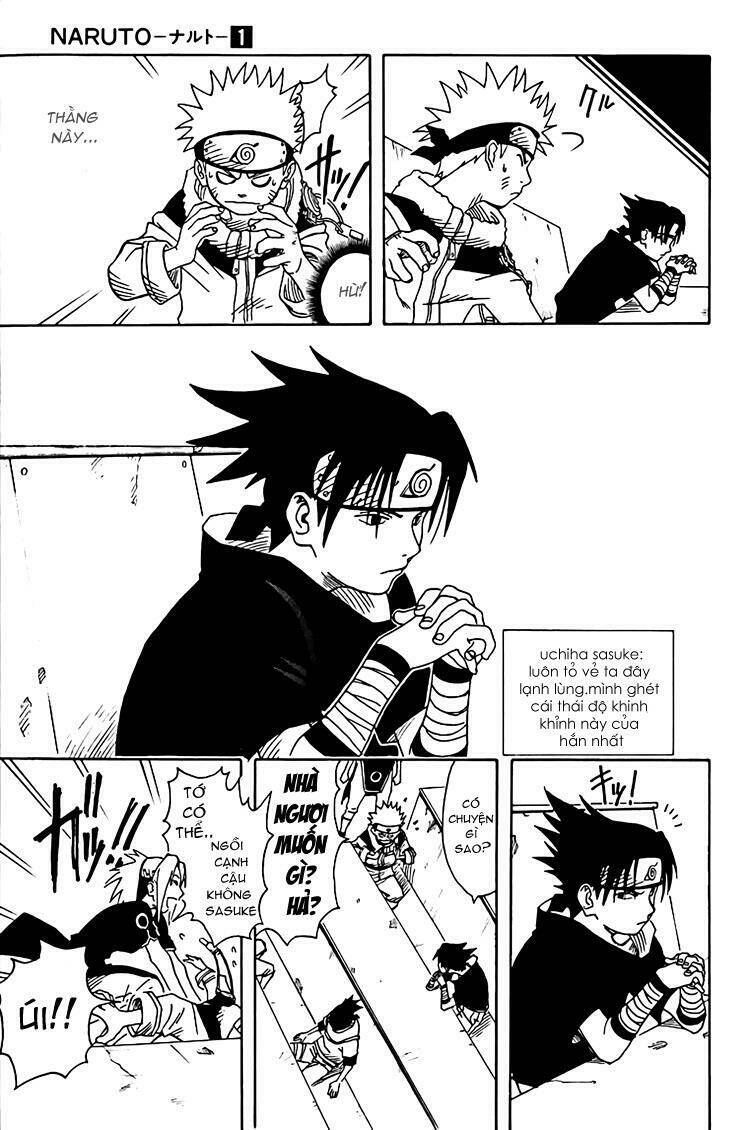 NARUTO－ナルト－1
クル
THẰNG
NÀY...
ザッ!!
HỪ!
uchiha sasuke:
luôn tỏ vẻ ta đây
lạnh lùng.mình ghét
cái thái độ khinh
khỉnh này của
hắn nhất
キッ!
CÓ
CHUYỆN
GÌ
SAO?
NHÀ
NGƯƠI
MUỐN
GÌ?
HẢ?
TỚ
CÓ
THỂ..
NGỒI
CẠNH
CẬU
KHÔNG
SASUKE
ÚI!!